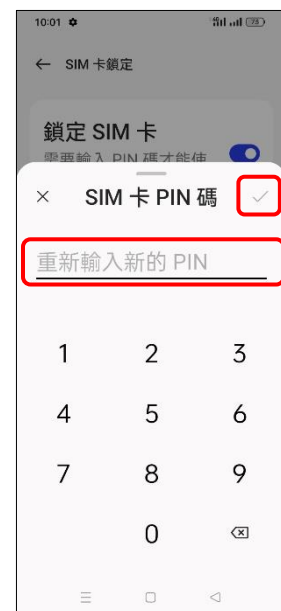 10:01
73
SIM 卡鎖定
鎖定 SIM 卡
需要輸入 PIN 碼才能使
× SIM 卡 PIN 碼
重新輸入新的 PIN
1 2 3
4 5 6
7 8 9
0